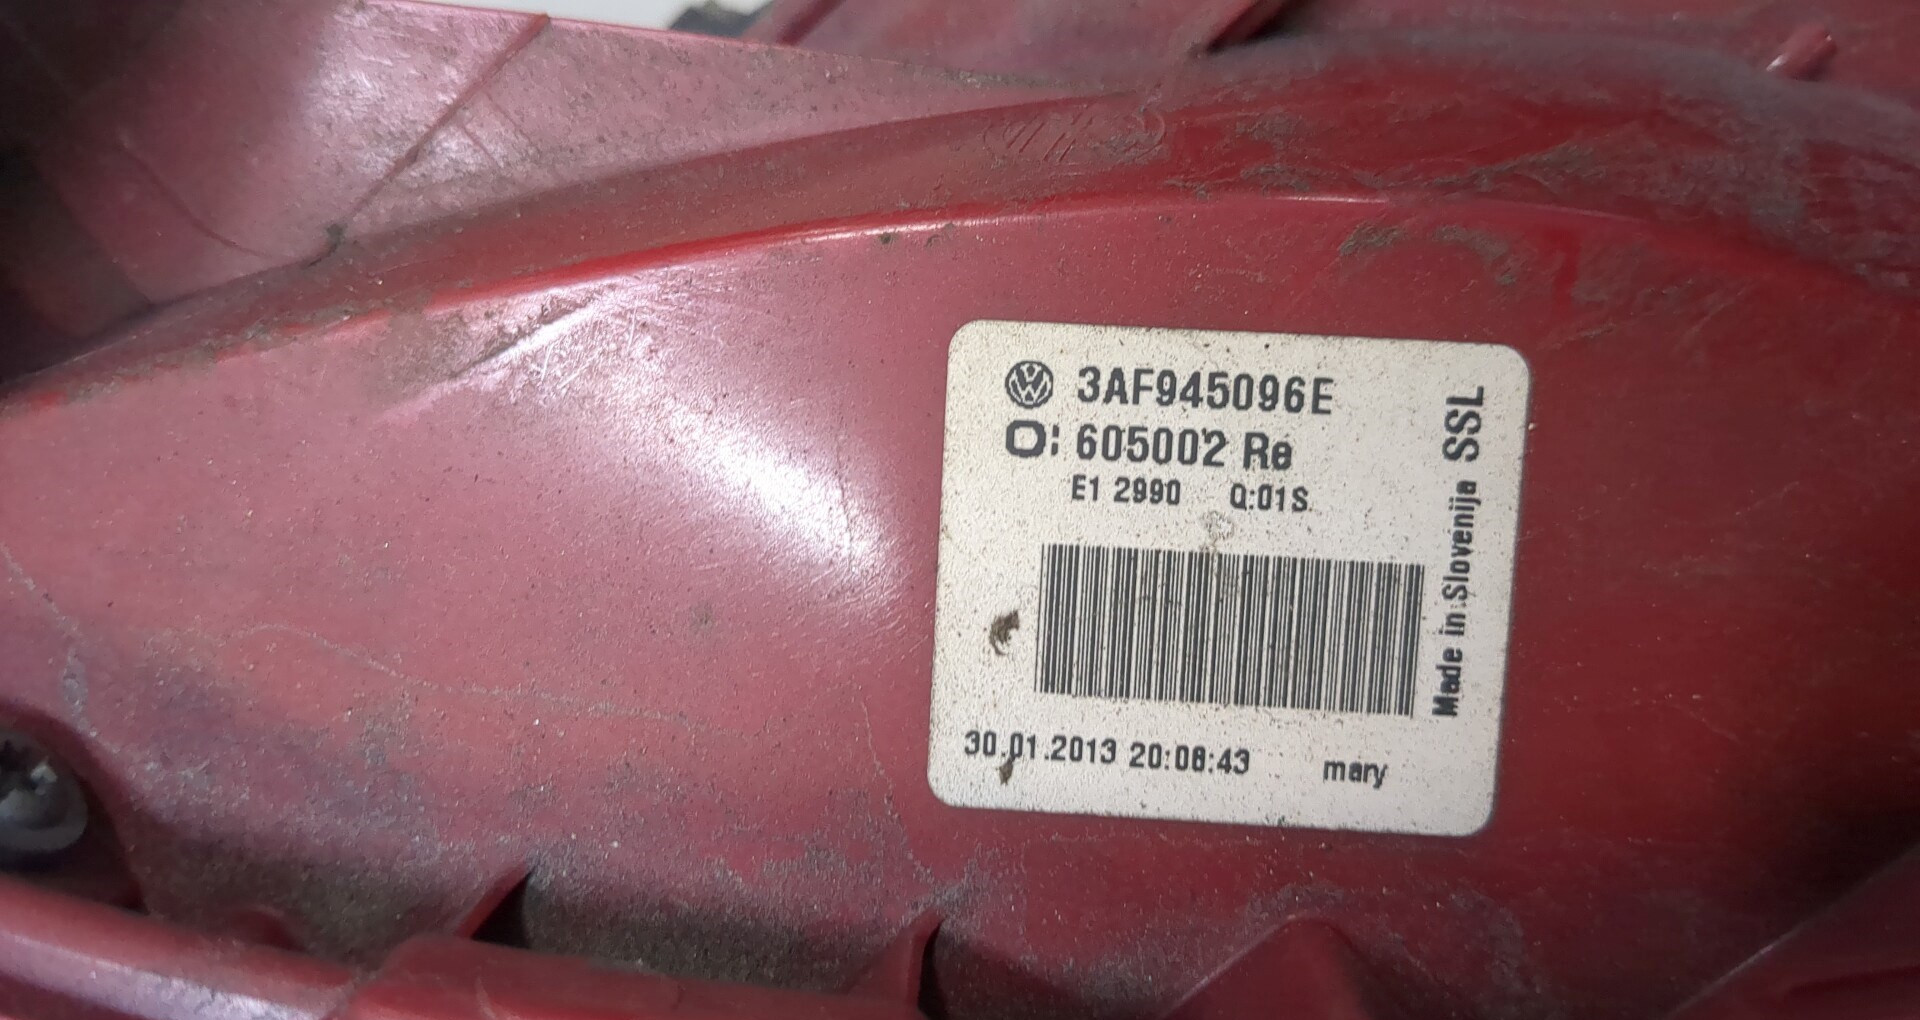 3AF945096E
O: 605002 Re
E1 2990 Q:01S
30.01.2013 20:08:43 mary
Made in Slovenija SSL